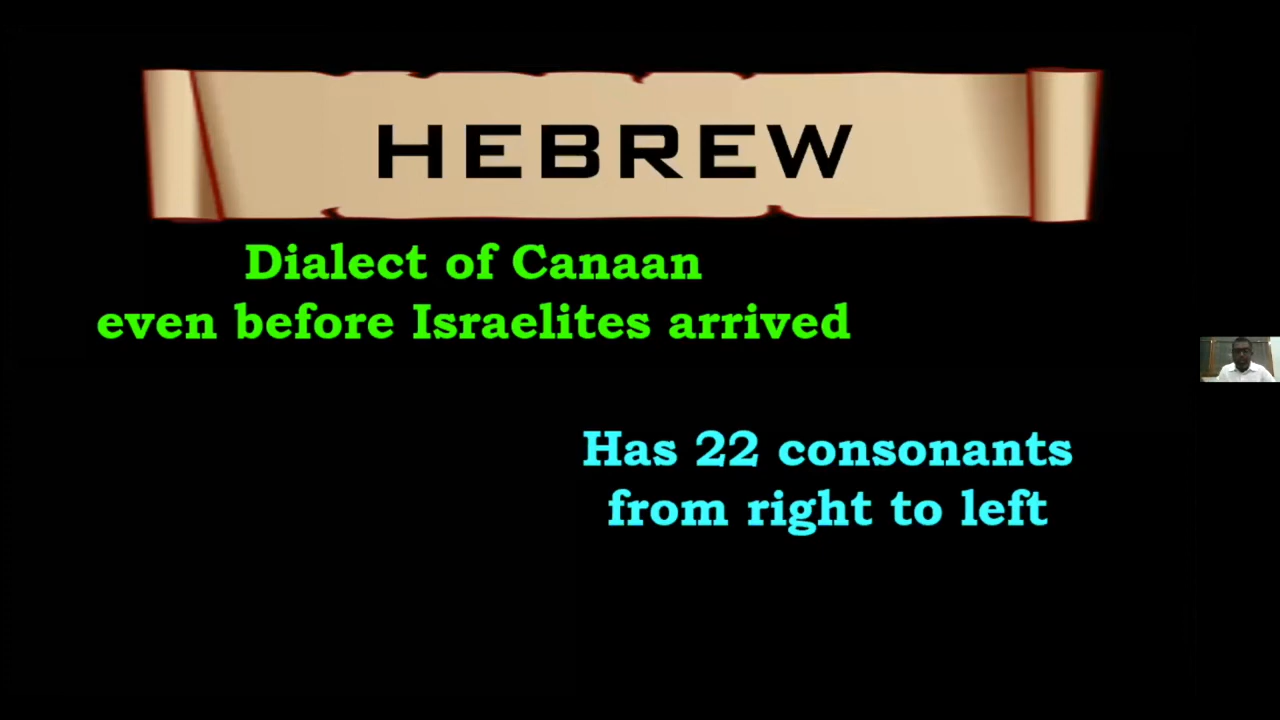 HEBREW
Dialect of Canaan
even before Israelites arrived
Has 22 consonants
from right to left